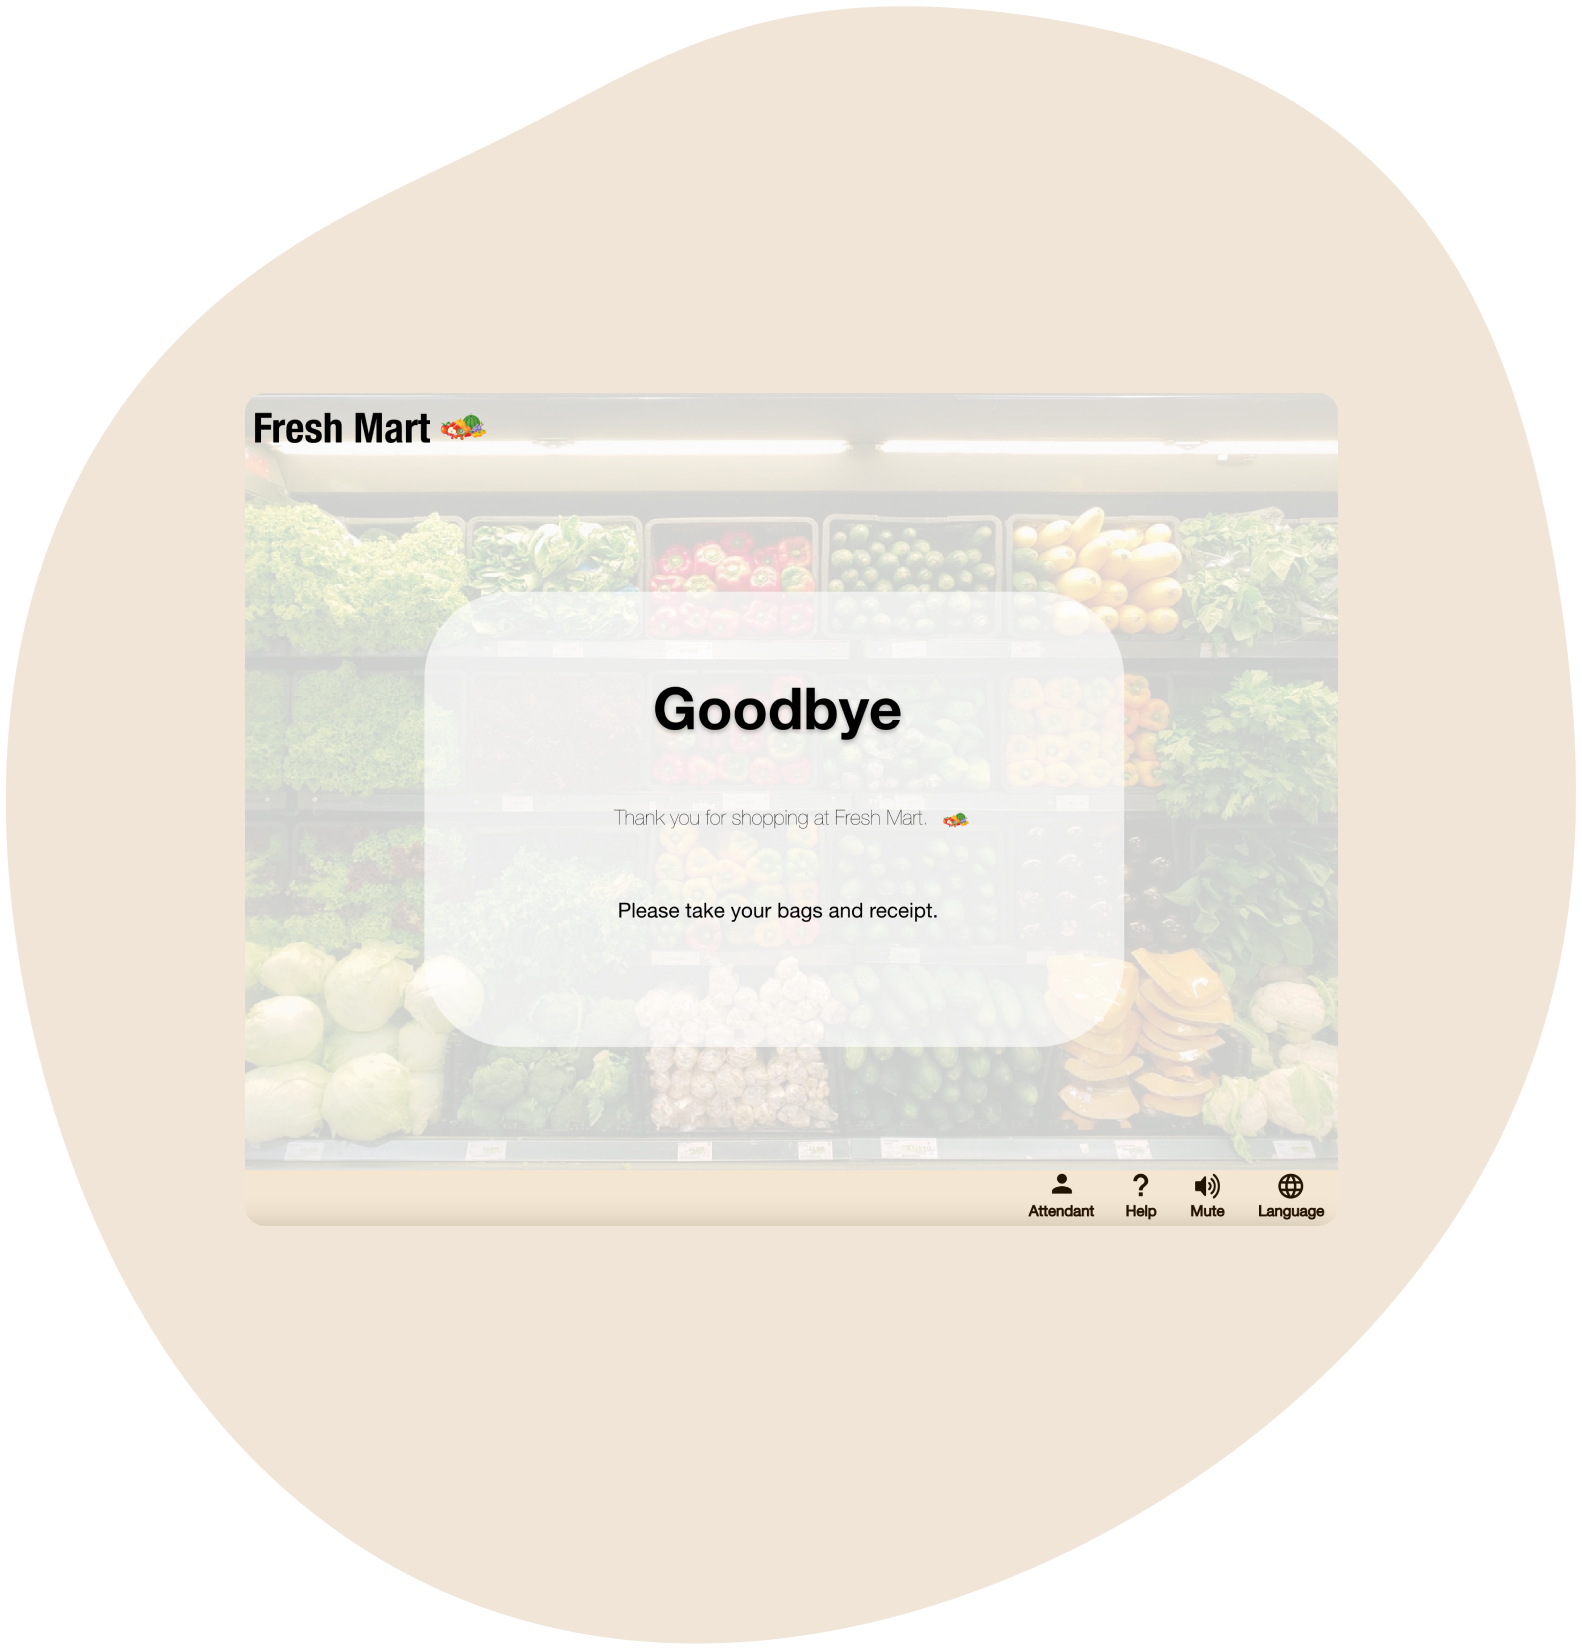 Fresh Mart
Goodbye
Thank you for shopping at Fresh Mart.
Please take your bags and receipt.
Attendant Help Mute Language